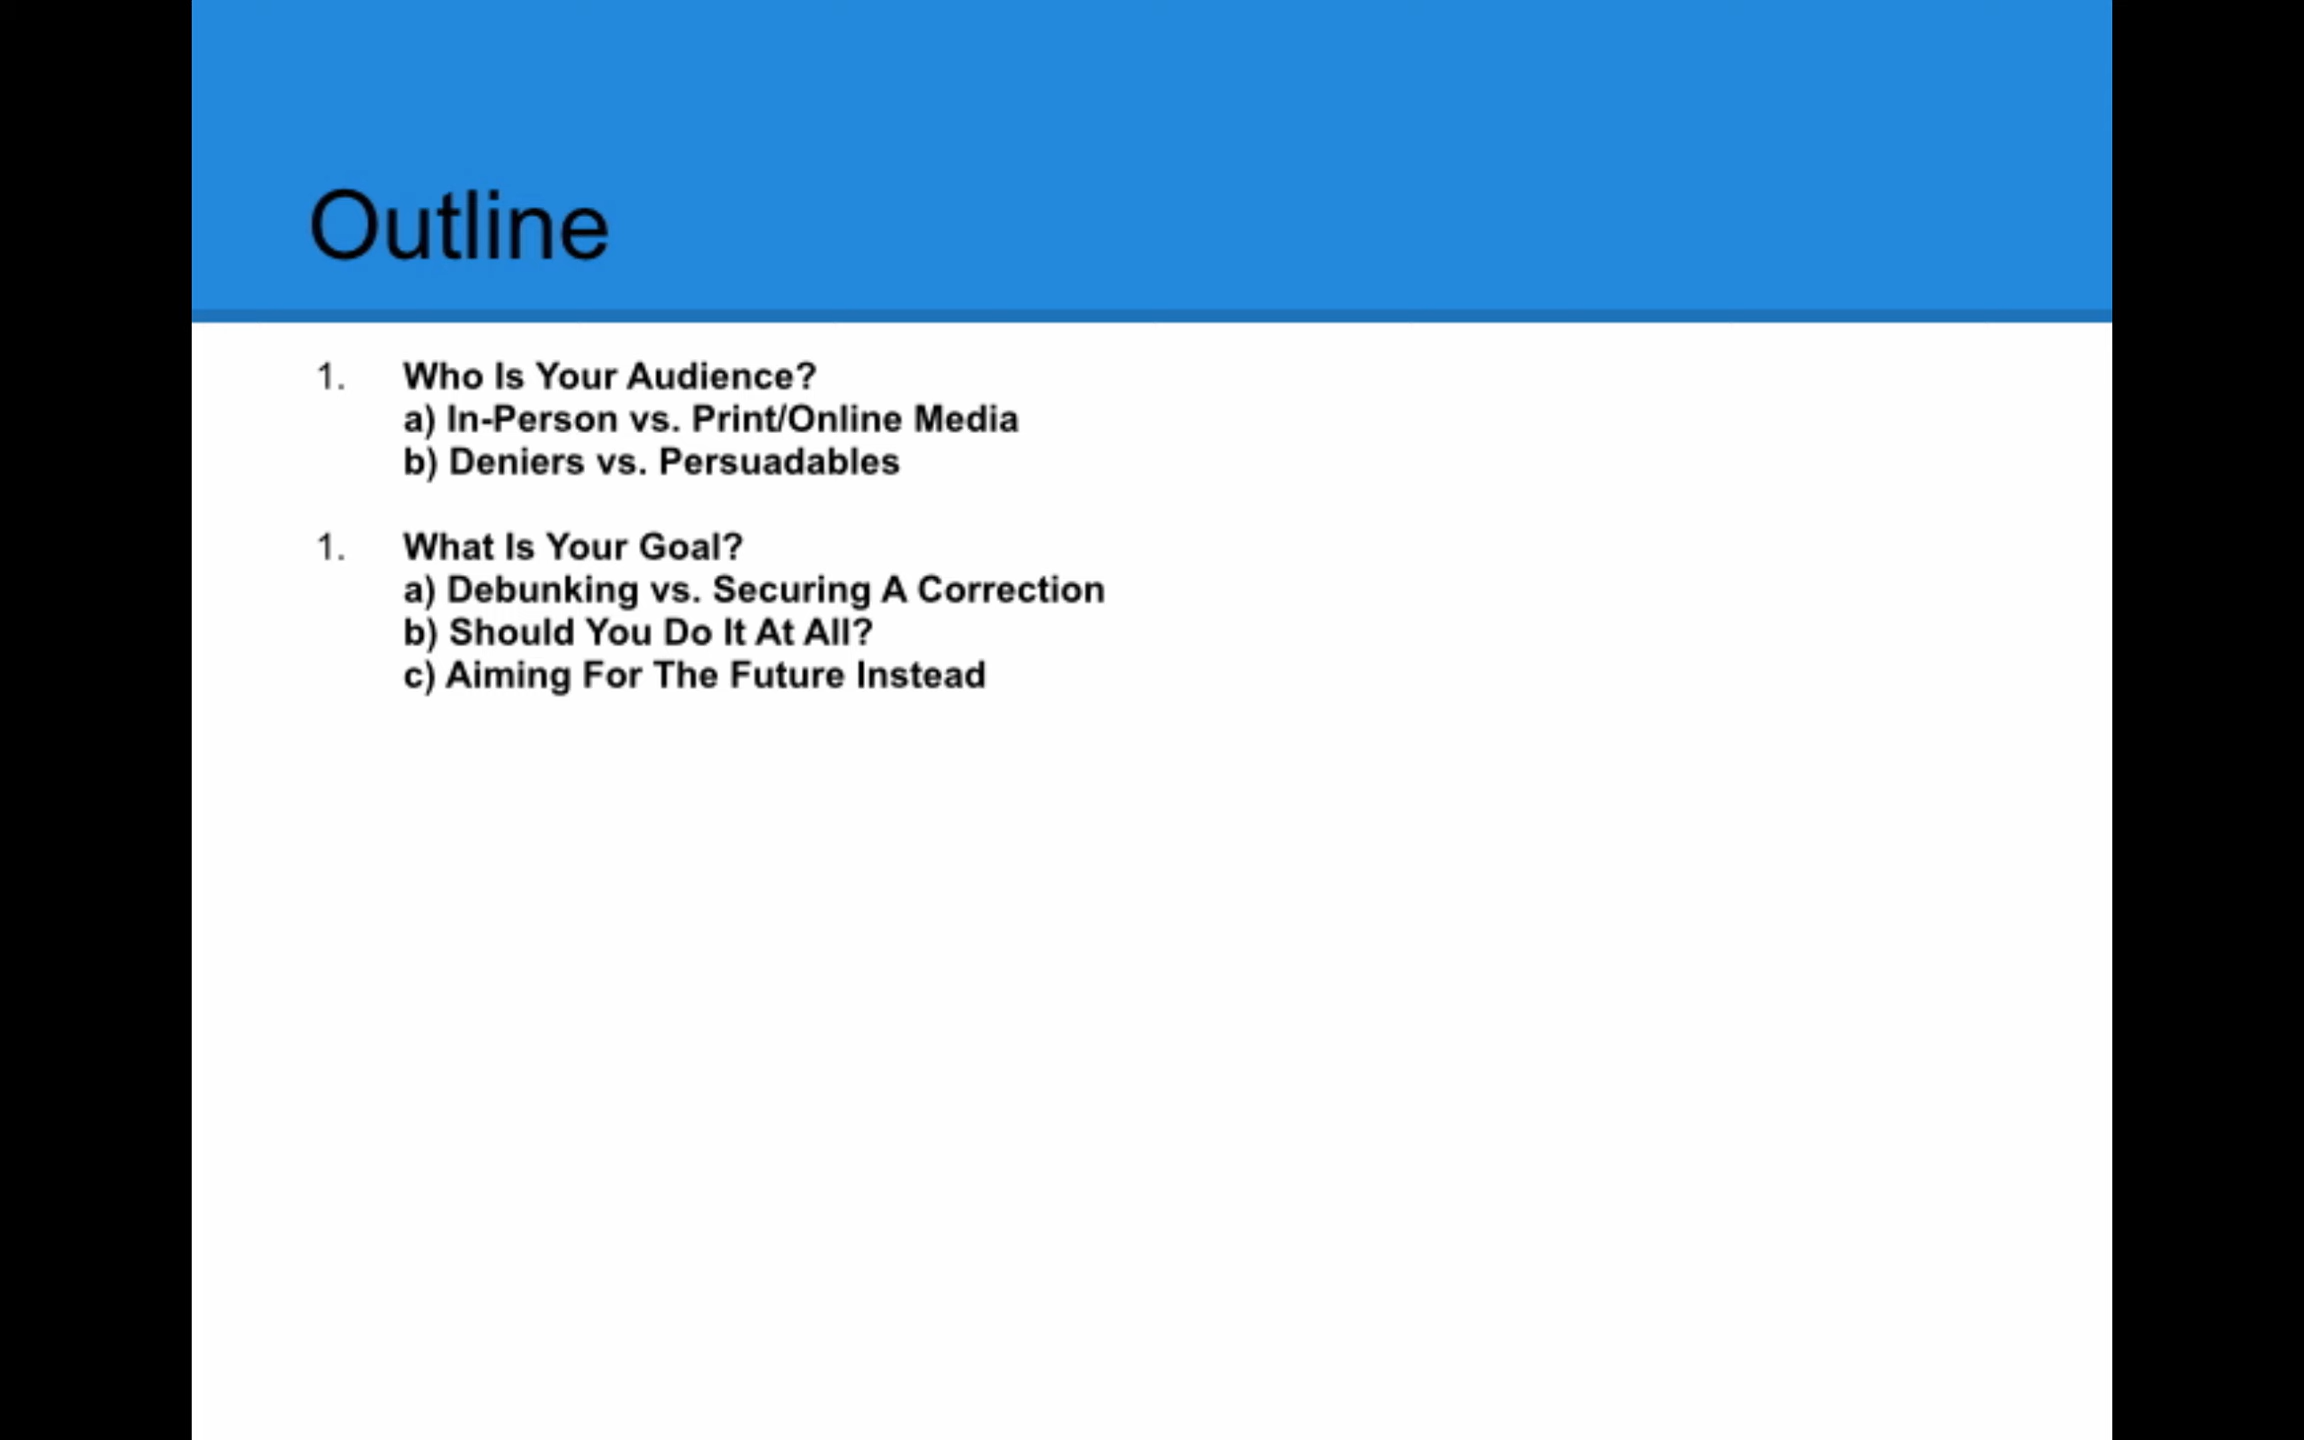 Outline
1. Who Is Your Audience?
a) In-Person vs. Print/Online Media
b) Deniers vs. Persuadables
1. What Is Your Goal?
a) Debunking vs. Securing A Correction
b) Should You Do It At All?
c) Aiming For The Future Instead